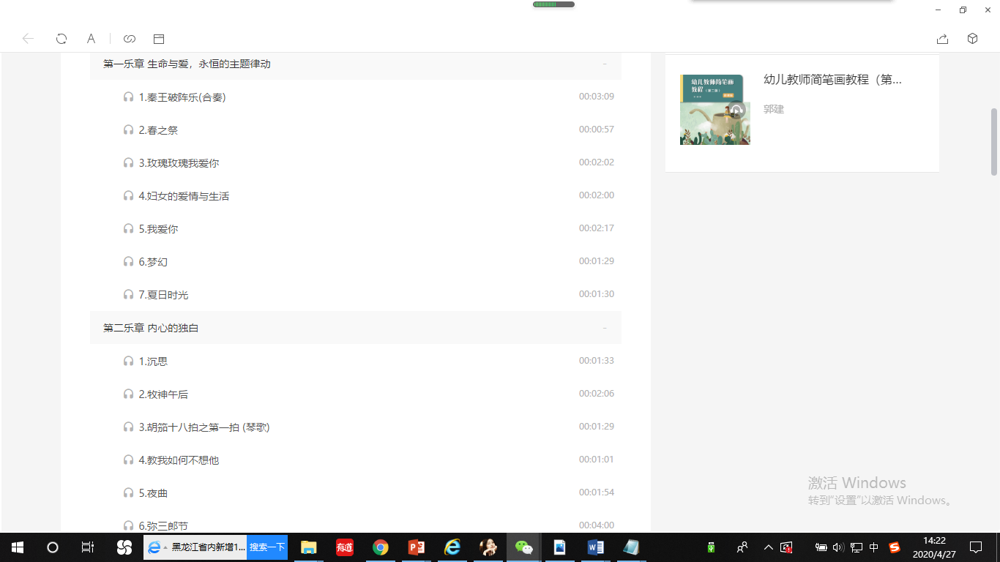 A
第一乐章 生命与爱，永恒的主题律动
-
1.秦王破阵乐(合奏)
00:03:09
2.春之祭
00:00:57
3.玫瑰玫瑰我爱你
00:02:02
4.妇女的爱情与生活
00:02:00
5.我爱你
00:02:17
6.梦幻
00:01:29
7.夏日时光
00:01:30
第二乐章 内心的独白
-
1.沉思
00:01:33
2.牧神午后
00:02:06
3.胡笳十八拍之第一拍 (琴歌)
00:01:29
4.教我如何不想他
00:01:01
5.夜曲
00:01:54
6.弥三郎节
00:04:00
幼儿教师简笔画
教程（第二版）
幼儿教师简笔画教程（第...
郭建
激活 Windows
转到"设置"以激活 Windows。
黑龙江省内新增1...
搜索一下
有道
中
14:22
2020/4/27